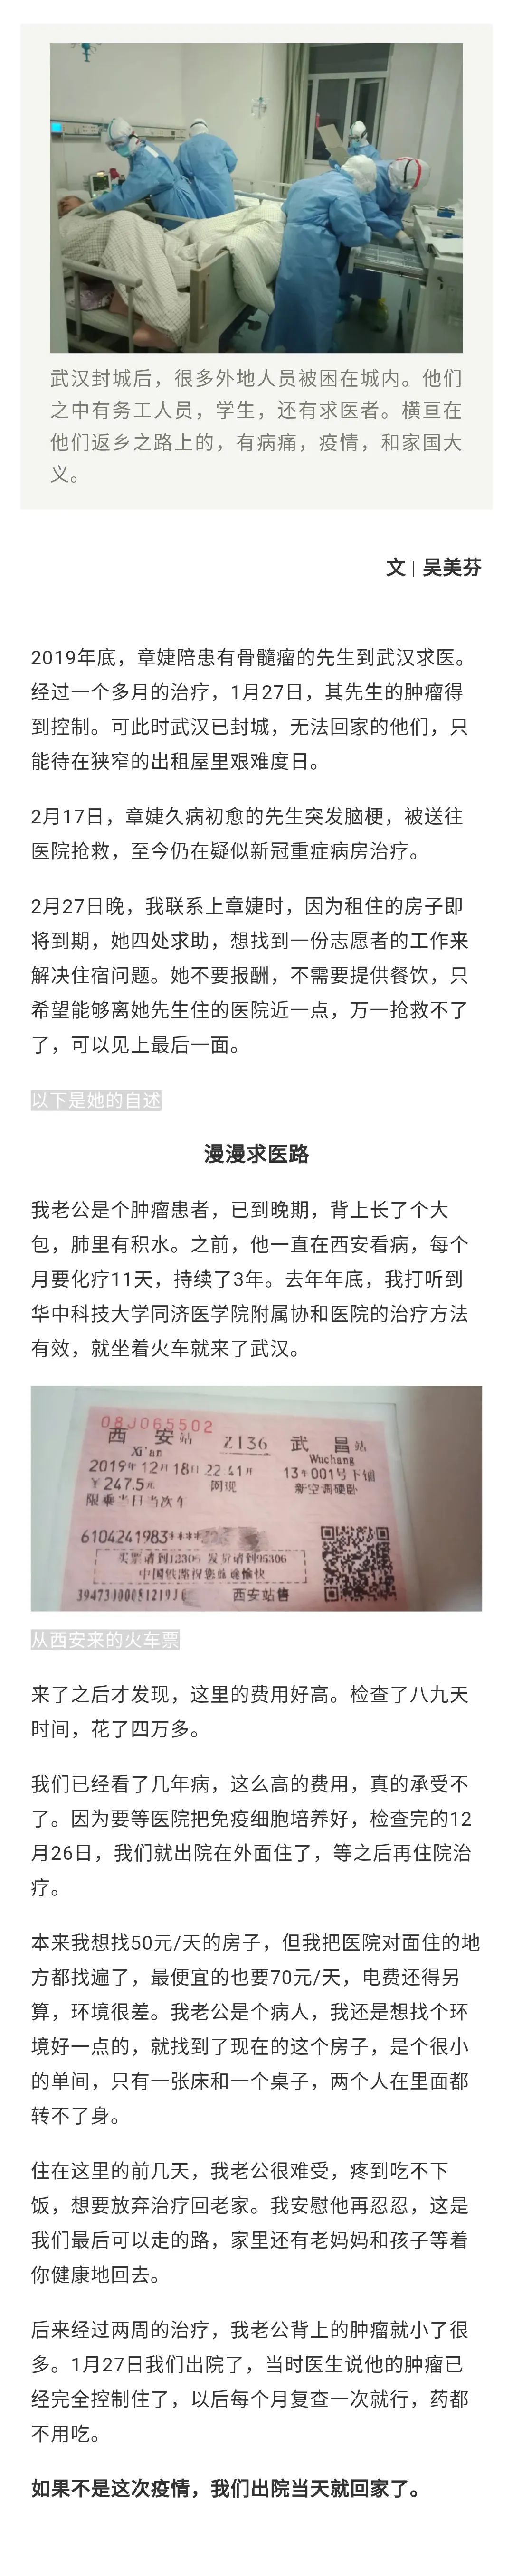 武汉封城后，很多外地人员被困在城内。他们
之中有务工人员，学生，还有求医者。横亘在
他们返乡之路上的，有病痛，疫情，和家国大
义。
文 | 吴美芬
2019年底，章婕陪患有骨髓瘤的先生到武汉求医。
经过一个多月的治疗，1月27日，其先生的肿瘤得
到控制。可此时武汉已封城，无法回家的他们，只
能待在狭窄的出租屋里艰难度日。
2月17日，章婕久病初愈的先生突发脑梗，被送往
医院抢救，至今仍在疑似新冠重症病房治疗。
2月27日晚，我联系上章婕时，因为租住的房子即
将到期，她四处求助，想找到一份志愿者的工作来
解决住宿问题。她不要报酬，不需要提供餐饮，只
希望能够离她先生住的医院近一点，万一抢救不了
了，可以见上最后一面。
以下是她的自述
漫漫求医路
我老公是个肿瘤患者，已到晚期，背上长了个大
包，肺里有积水。之前，他一直在西安看病，每个
月要化疗11天，持续了3年。去年年底，我打听到
华中科技大学同济医学院附属协和医院的治疗方法
有效，就坐着火车就来了武汉。
08J065502
西安站 Z136 武昌站
Xi'an Wuchang
2019年12月18日22:41开 13车001号下铺
￥247.5元 网现 新空调硬卧
限乘当日当次车
6104241983****
买票请到12306 发货请到95306
中国铁路祝您旅途愉快
西安站售
从西安来的火车票
来了之后才发现，这里的费用好高。检查了八九天
时间，花了四万多。
我们已经看了几年病，这么高的费用，真的承受不
了。因为要等医院把免疫细胞培养好，检查完的12
月26日，我们就出院在外面住了，等之后再住院治
疗。
本来我想找50元/天的房子，但我把医院对面住的地
方都找遍了，最便宜的也要70元/天，电费还得另
算，环境很差。我老公是个病人，我还是想找个环
境好一点的，就找到了现在的这个房子，是个很小
的单间，只有一张床和一个桌子，两个人在里面都
转不了身。
住在这里的前几天，我老公很难受，疼到吃不下
饭，想要放弃治疗回老家。我安慰他再忍忍，这是
我们最后可以走的路，家里还有老妈妈和孩子等着
你健康地回去。
后来经过两周的治疗，我老公背上的肿瘤就小了很
多。1月27日我们出院了，当时医生说他的肿瘤已
经完全控制住了，以后每个月复查一次就行，药都
不用吃。
如果不是这次疫情，我们出院当天就回家了。